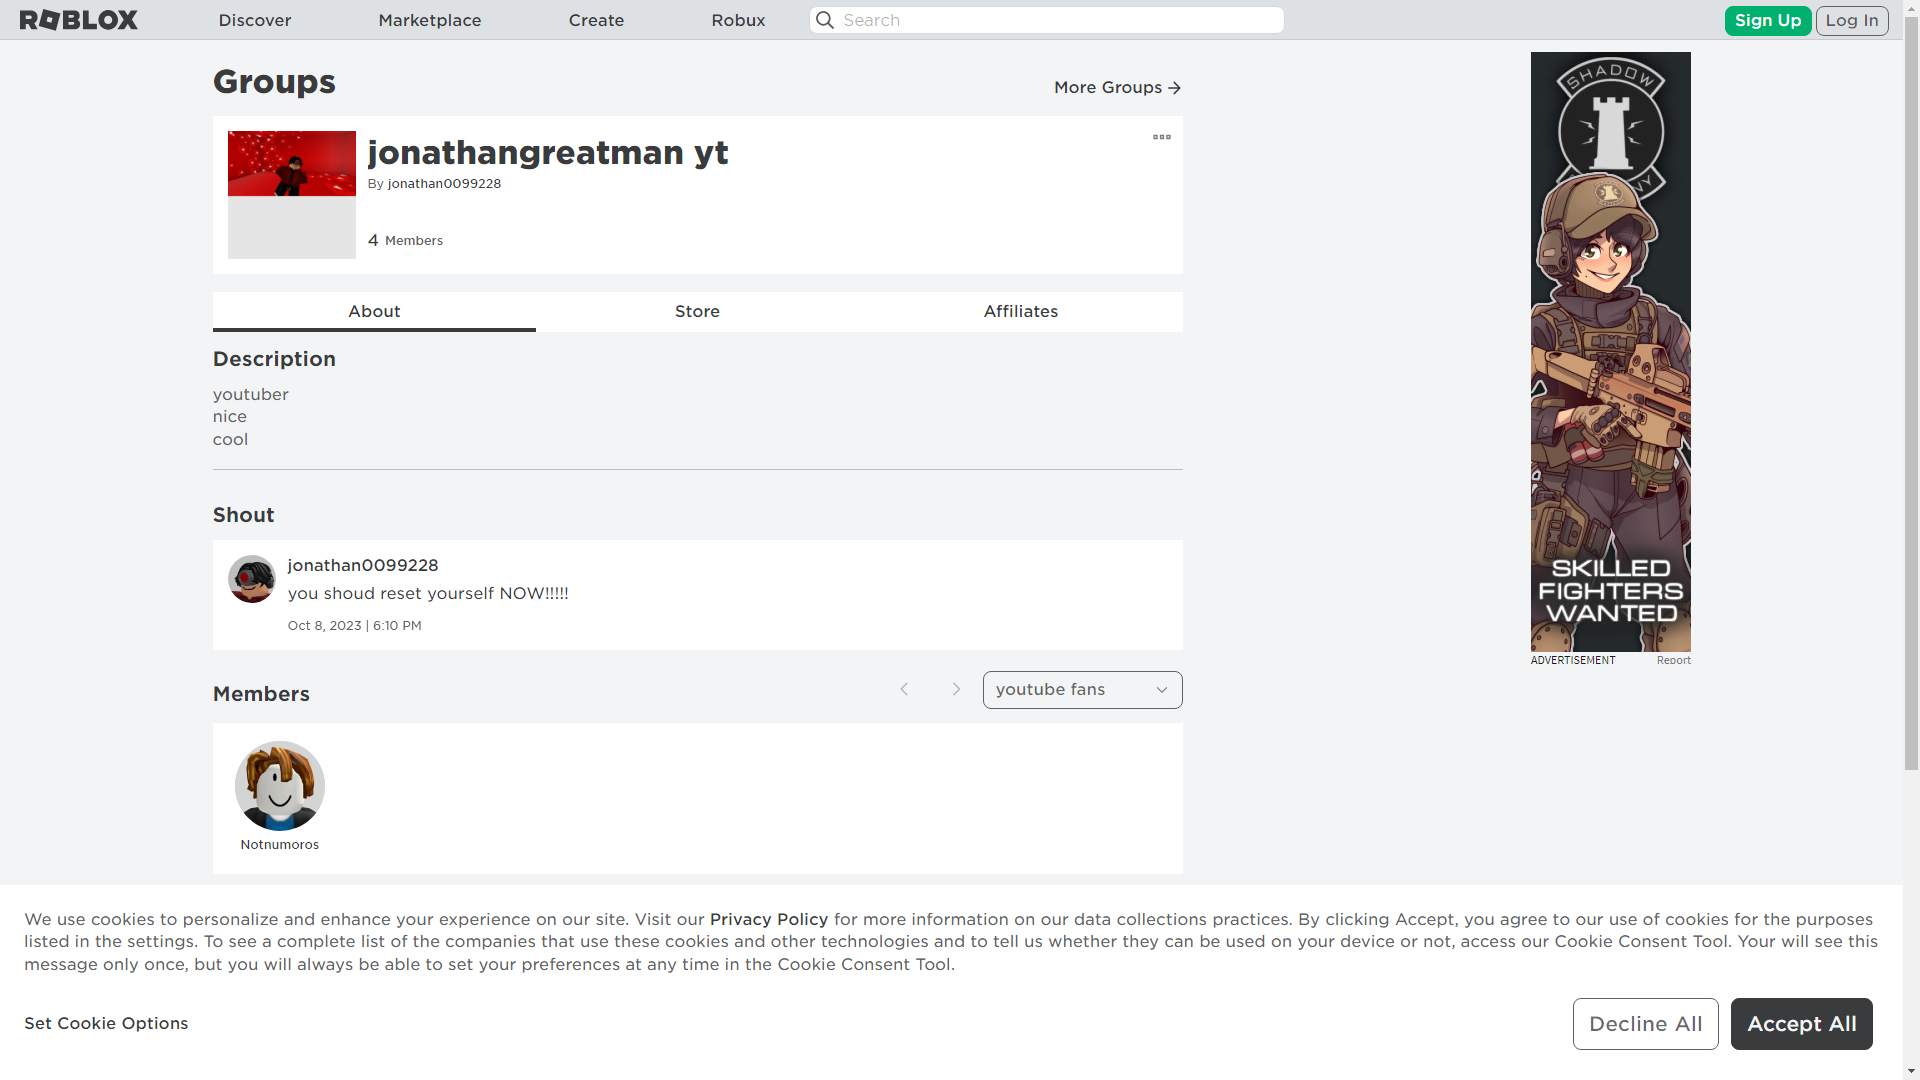 ROBLOX
Discover
Marketplace
Create
Robux
Search
Sign Up
Log In
Groups
More Groups
jonathangreatman yt
By jonathan0099228
4 Members
About
Store
Affiliates
Description
youtuber
nice
cool
Shout
jonathan0099228
you shoud reset yourself NOW!!!!!
Oct 8, 2023 | 6:10 PM
Members
youtube fans
Notnumoros
SHADOW
NY
SKILLED
FIGHTERS
WANTED
ADVERTISEMENT
Report
We use cookies to personalize and enhance your experience on our site. Visit our Privacy Policy for more information on our data collections practices. By clicking Accept, you agree to our use of cookies for the purposes
listed in the settings. To see a complete list of the companies that use these cookies and other technologies and to tell us whether they can be used on your device or not, access our Cookie Consent Tool. Your will see this
message only once, but you will always be able to set your preferences at any time in the Cookie Consent Tool.
Set Cookie Options
Decline All
Accept All